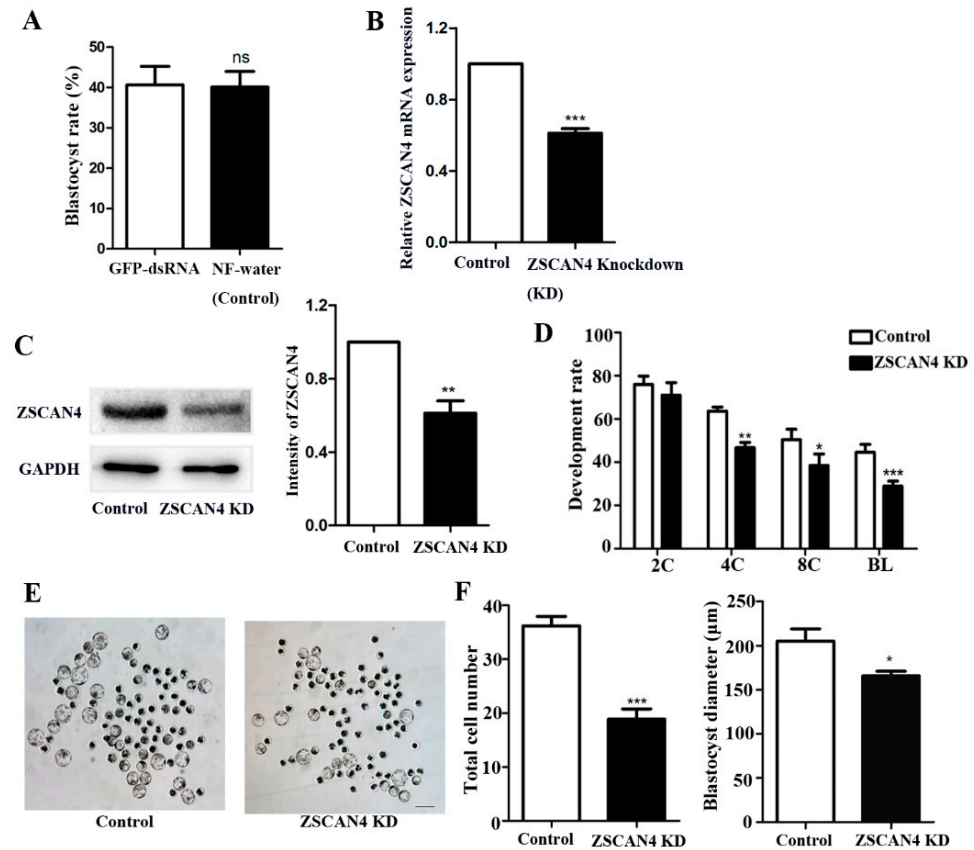 A
Blastocyst rate (%)
50
40
30
20
10
0
ns
GFP-dsRNA NF-water
(Control)
B
Relative ZSCAN4 mRNA expression
1.2
0.8
0.4
0.0
***
Control ZSCAN4 Knockdown
(KD)
C
ZSCAN4
GAPDH
Control ZSCAN4 KD
Intensity of ZSCAN4
1.2
0.8
0.4
0.0
**
Control ZSCAN4 KD
D
Development rate
100
80
60
40
20
0
Control
ZSCAN4 KD
**
*
***
2C 4C 8C BL
E
Control ZSCAN4 KD
F
Total cell number
40
30
20
10
0
***
Control ZSCAN4 KD
Blastocyst diameter (μm)
250
200
150
100
50
0
*
Control ZSCAN4 KD